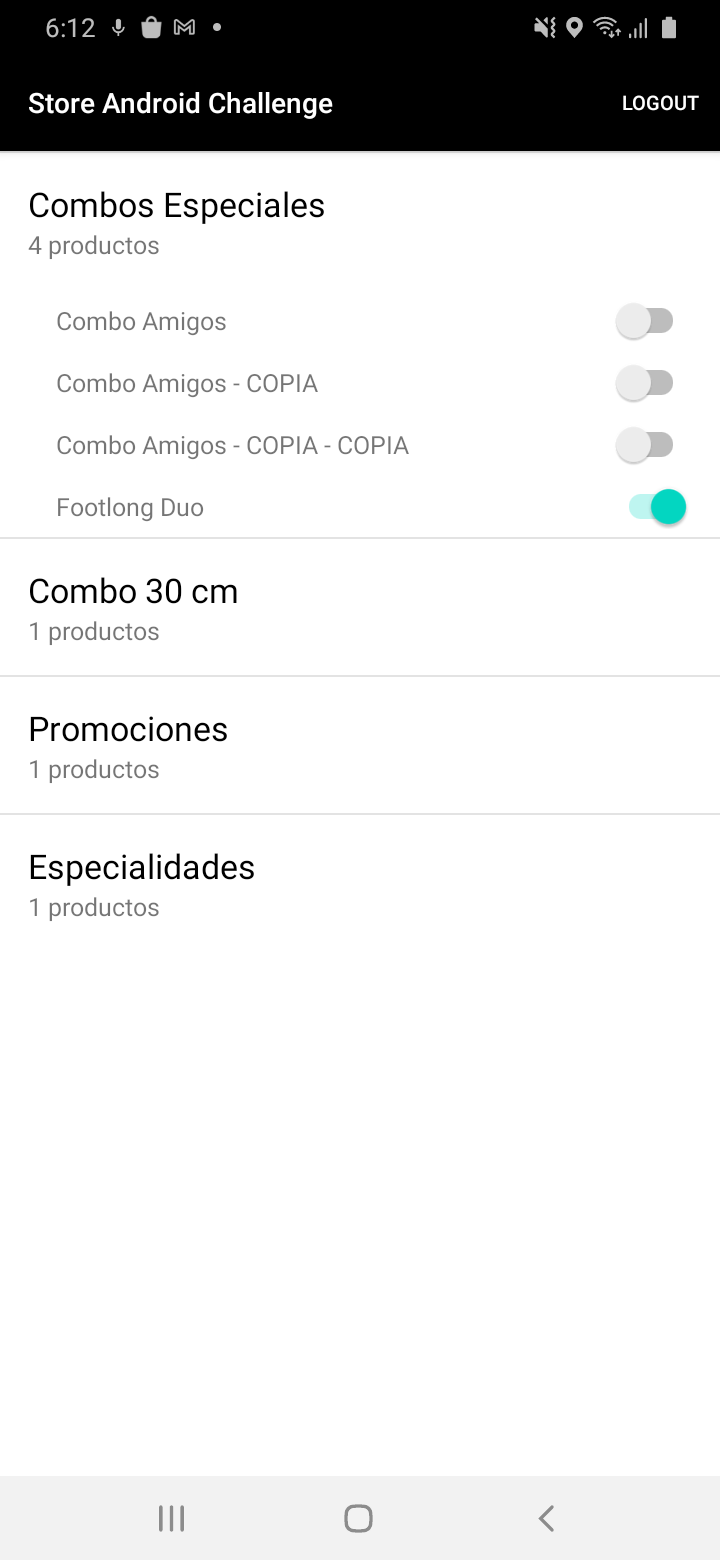 6:12
Store Android Challenge
LOGOUT
Combos Especiales
4 productos
Combo Amigos
Combo Amigos - COPIA
Combo Amigos - COPIA - COPIA
Footlong Duo
Combo 30 cm
1 productos
Promociones
1 productos
Especialidades
1 productos